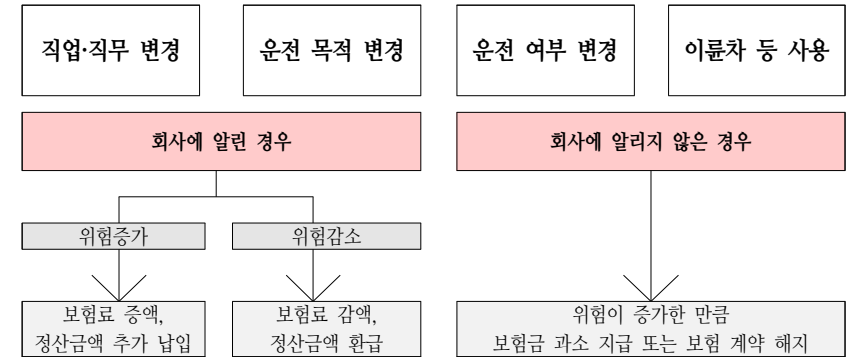 직업·직무 변경
운전 목적 변경
운전 여부 변경
이륜차 등 사용
회사에 알린 경우
회사에 알리지 않은 경우
위험증가
위험감소
보험료 증액,
정산금액 추가 납입
보험료 감액,
정산금액 환급
위험이 증가한 만큼
보험금 과소 지급 또는 보험 계약 해지